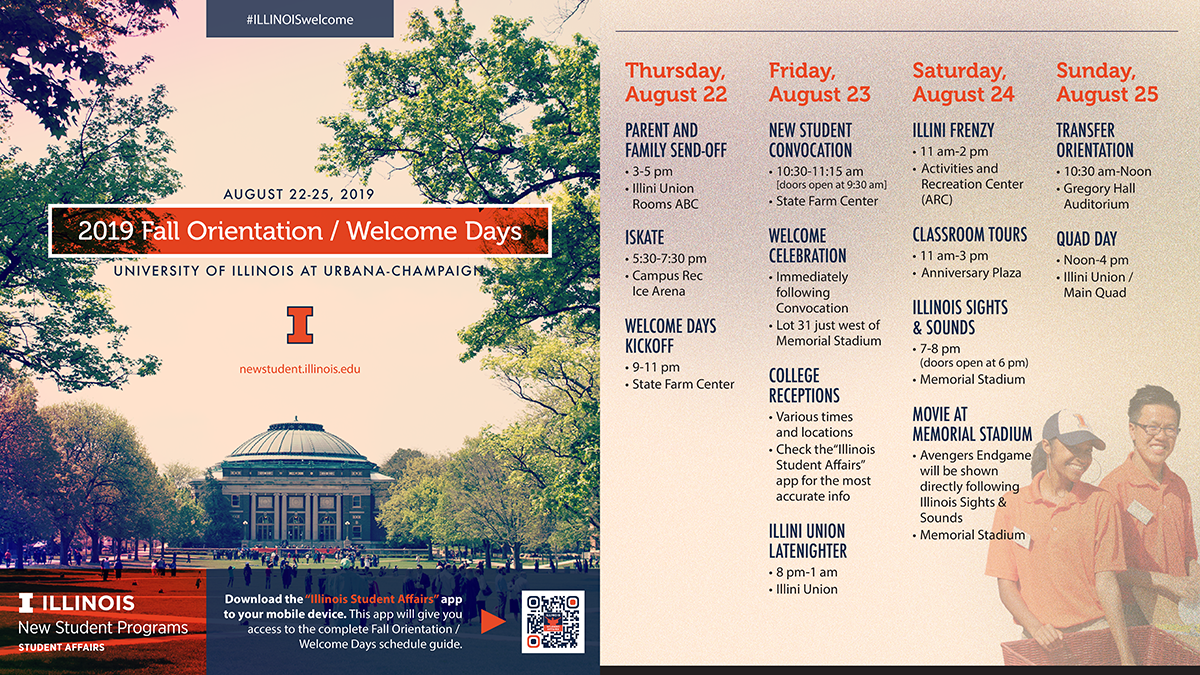 #ILLINOISwelcome
AUGUST 22-25, 2019
2019 Fall Orientation / Welcome Days
UNIVERSITY OF ILLINOIS AT URBANA-CHAMPAIGN
I
newstudent.illinois.edu
I ILLINOIS
New Student Programs
STUDENT AFFAIRS
Download the "Illinois Student Affairs" app
to your mobile device. This app will give you
access to the complete Fall Orientation /
Welcome Days schedule guide.
Thursday,
August 22
PARENT AND
FAMILY SEND-OFF
• 3-5 pm
• Illini Union
Rooms ABC
ISKATE
• 5:30-7:30 pm
• Campus Rec
Ice Arena
WELCOME DAYS
KICKOFF
• 9-11 pm
• State Farm Center
Friday,
August 23
NEW STUDENT
CONVOCATION
• 10:30-11:15 am
[doors open at 9:30 am]
• State Farm Center
WELCOME
CELEBRATION
• Immediately
following
Convocation
• Lot 31 just west of
Memorial Stadium
COLLEGE
RECEPTIONS
• Various times
and locations
• Check the "Illinois
Student Affairs"
app for the most
accurate info
ILLINI UNION
LATENIGHTER
• 8 pm-1 am
• Illini Union
Saturday,
August 24
ILLINI FRENZY
• 11 am-2 pm
• Activities and
Recreation Center
(ARC)
CLASSROOM TOURS
• 11 am-3 pm
• Anniversary Plaza
ILLINOIS SIGHTS
& SOUNDS
• 7-8 pm
(doors open at 6 pm)
• Memorial Stadium
MOVIE AT
MEMORIAL STADIUM
• Avengers Endgame
will be shown
directly following
Illinois Sights &
Sounds
• Memorial Stadium
Sunday,
August 25
TRANSFER
ORIENTATION
• 10:30 am-Noon
• Gregory Hall
Auditorium
QUAD DAY
• Noon-4 pm
• Illini Union /
Main Quad